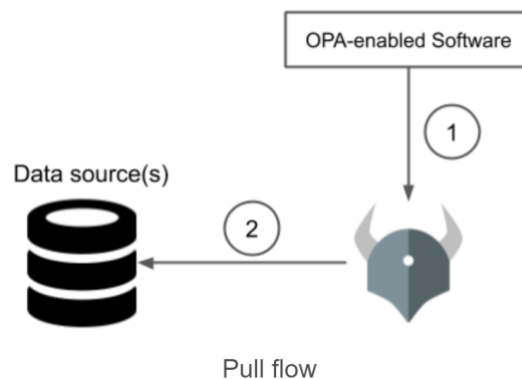 OPA-enabled Software
1
Data source(s)
2
Pull flow